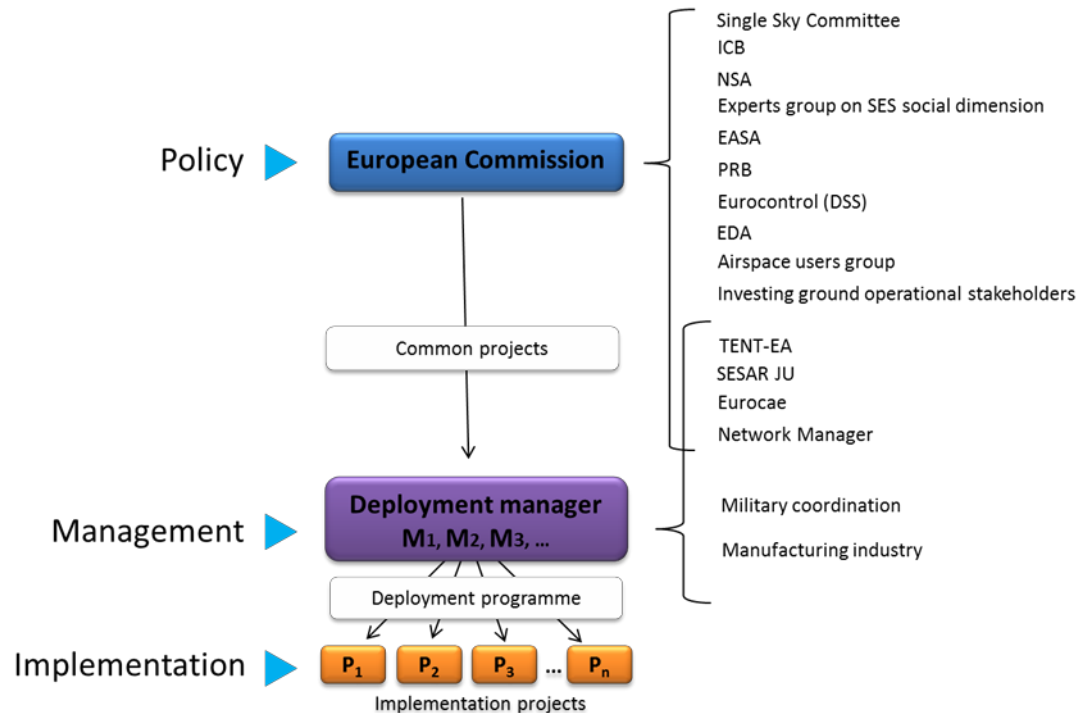 Single Sky Committee
ICB
NSA
Experts group on SES social dimension
Policy
European Commission
EASA
PRB
Eurocontrol (DSS)
EDA
Airspace users group
Investing ground operational stakeholders
Common projects
TENT-EA
SESAR JU
Eurocae
Network Manager
Management
Deployment manager
M1, M2, M3, ...
Military coordination
Manufacturing industry
Deployment programme
Implementation
P1 P2 P3 ... Pn
Implementation projects